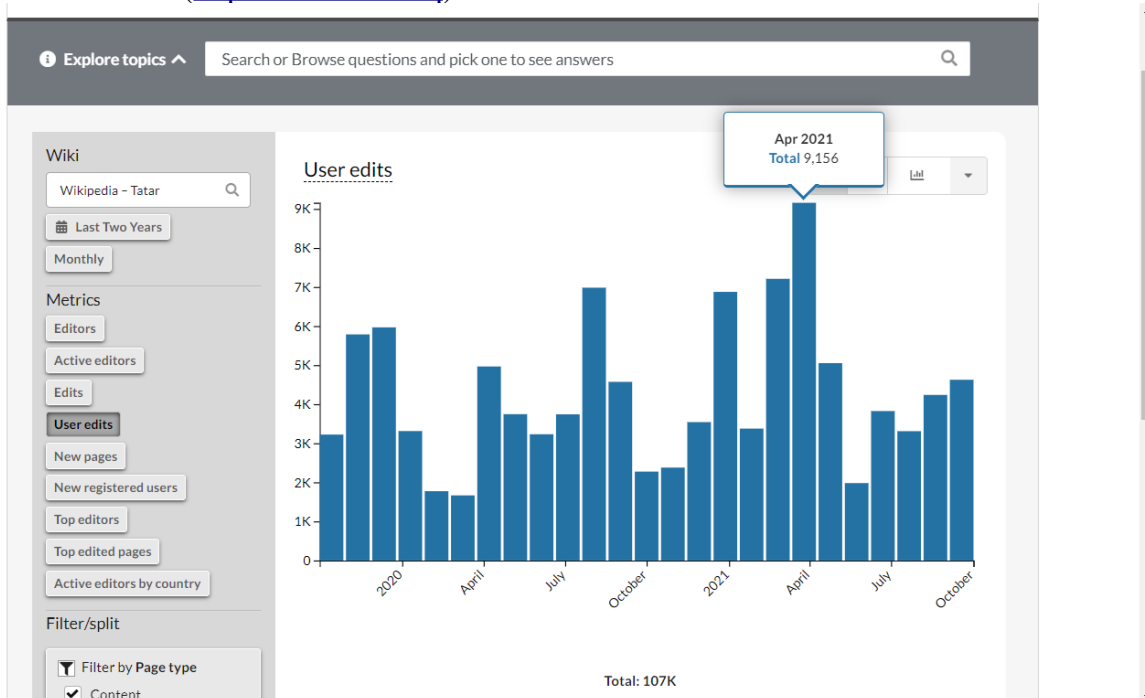 Explore topics
Search or Browse questions and pick one to see answers
Wiki
Wikipedia – Tatar
Last Two Years
Monthly
Metrics
Editors
Active editors
Edits
User edits
New pages
New registered users
Top editors
Top edited pages
Active editors by country
Filter/split
Filter by Page type
Content
User edits
Apr 2021
Total 9,156
9K
8K
7K
6K
5K
4K
3K
2K
1K
0
2020
April
July
October
2021
April
July
October
Total: 107K